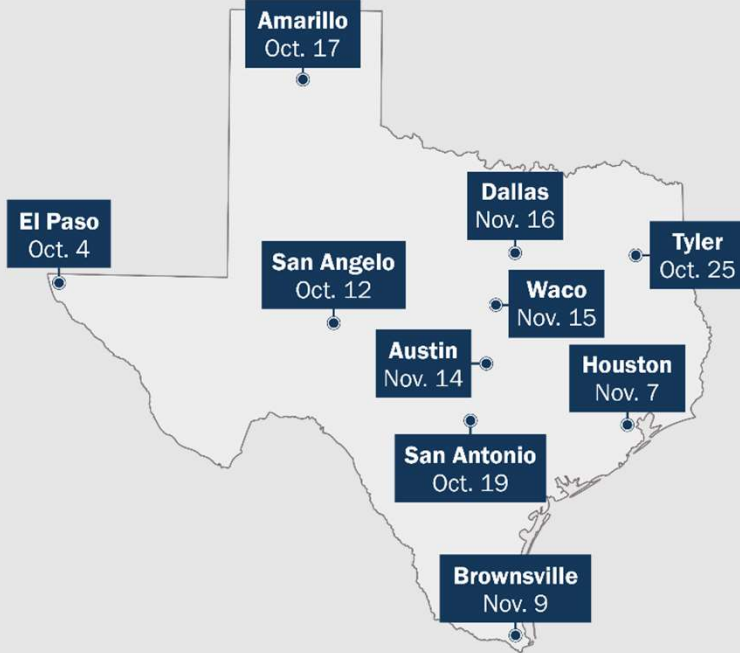 Amarillo
Oct. 17
Dallas
Nov. 16
El Paso
Oct. 4
Tyler
Oct. 25
San Angelo
Oct. 12
Waco
Nov. 15
Austin
Nov. 14
Houston
Nov. 7
San Antonio
Oct. 19
Brownsville
Nov. 9